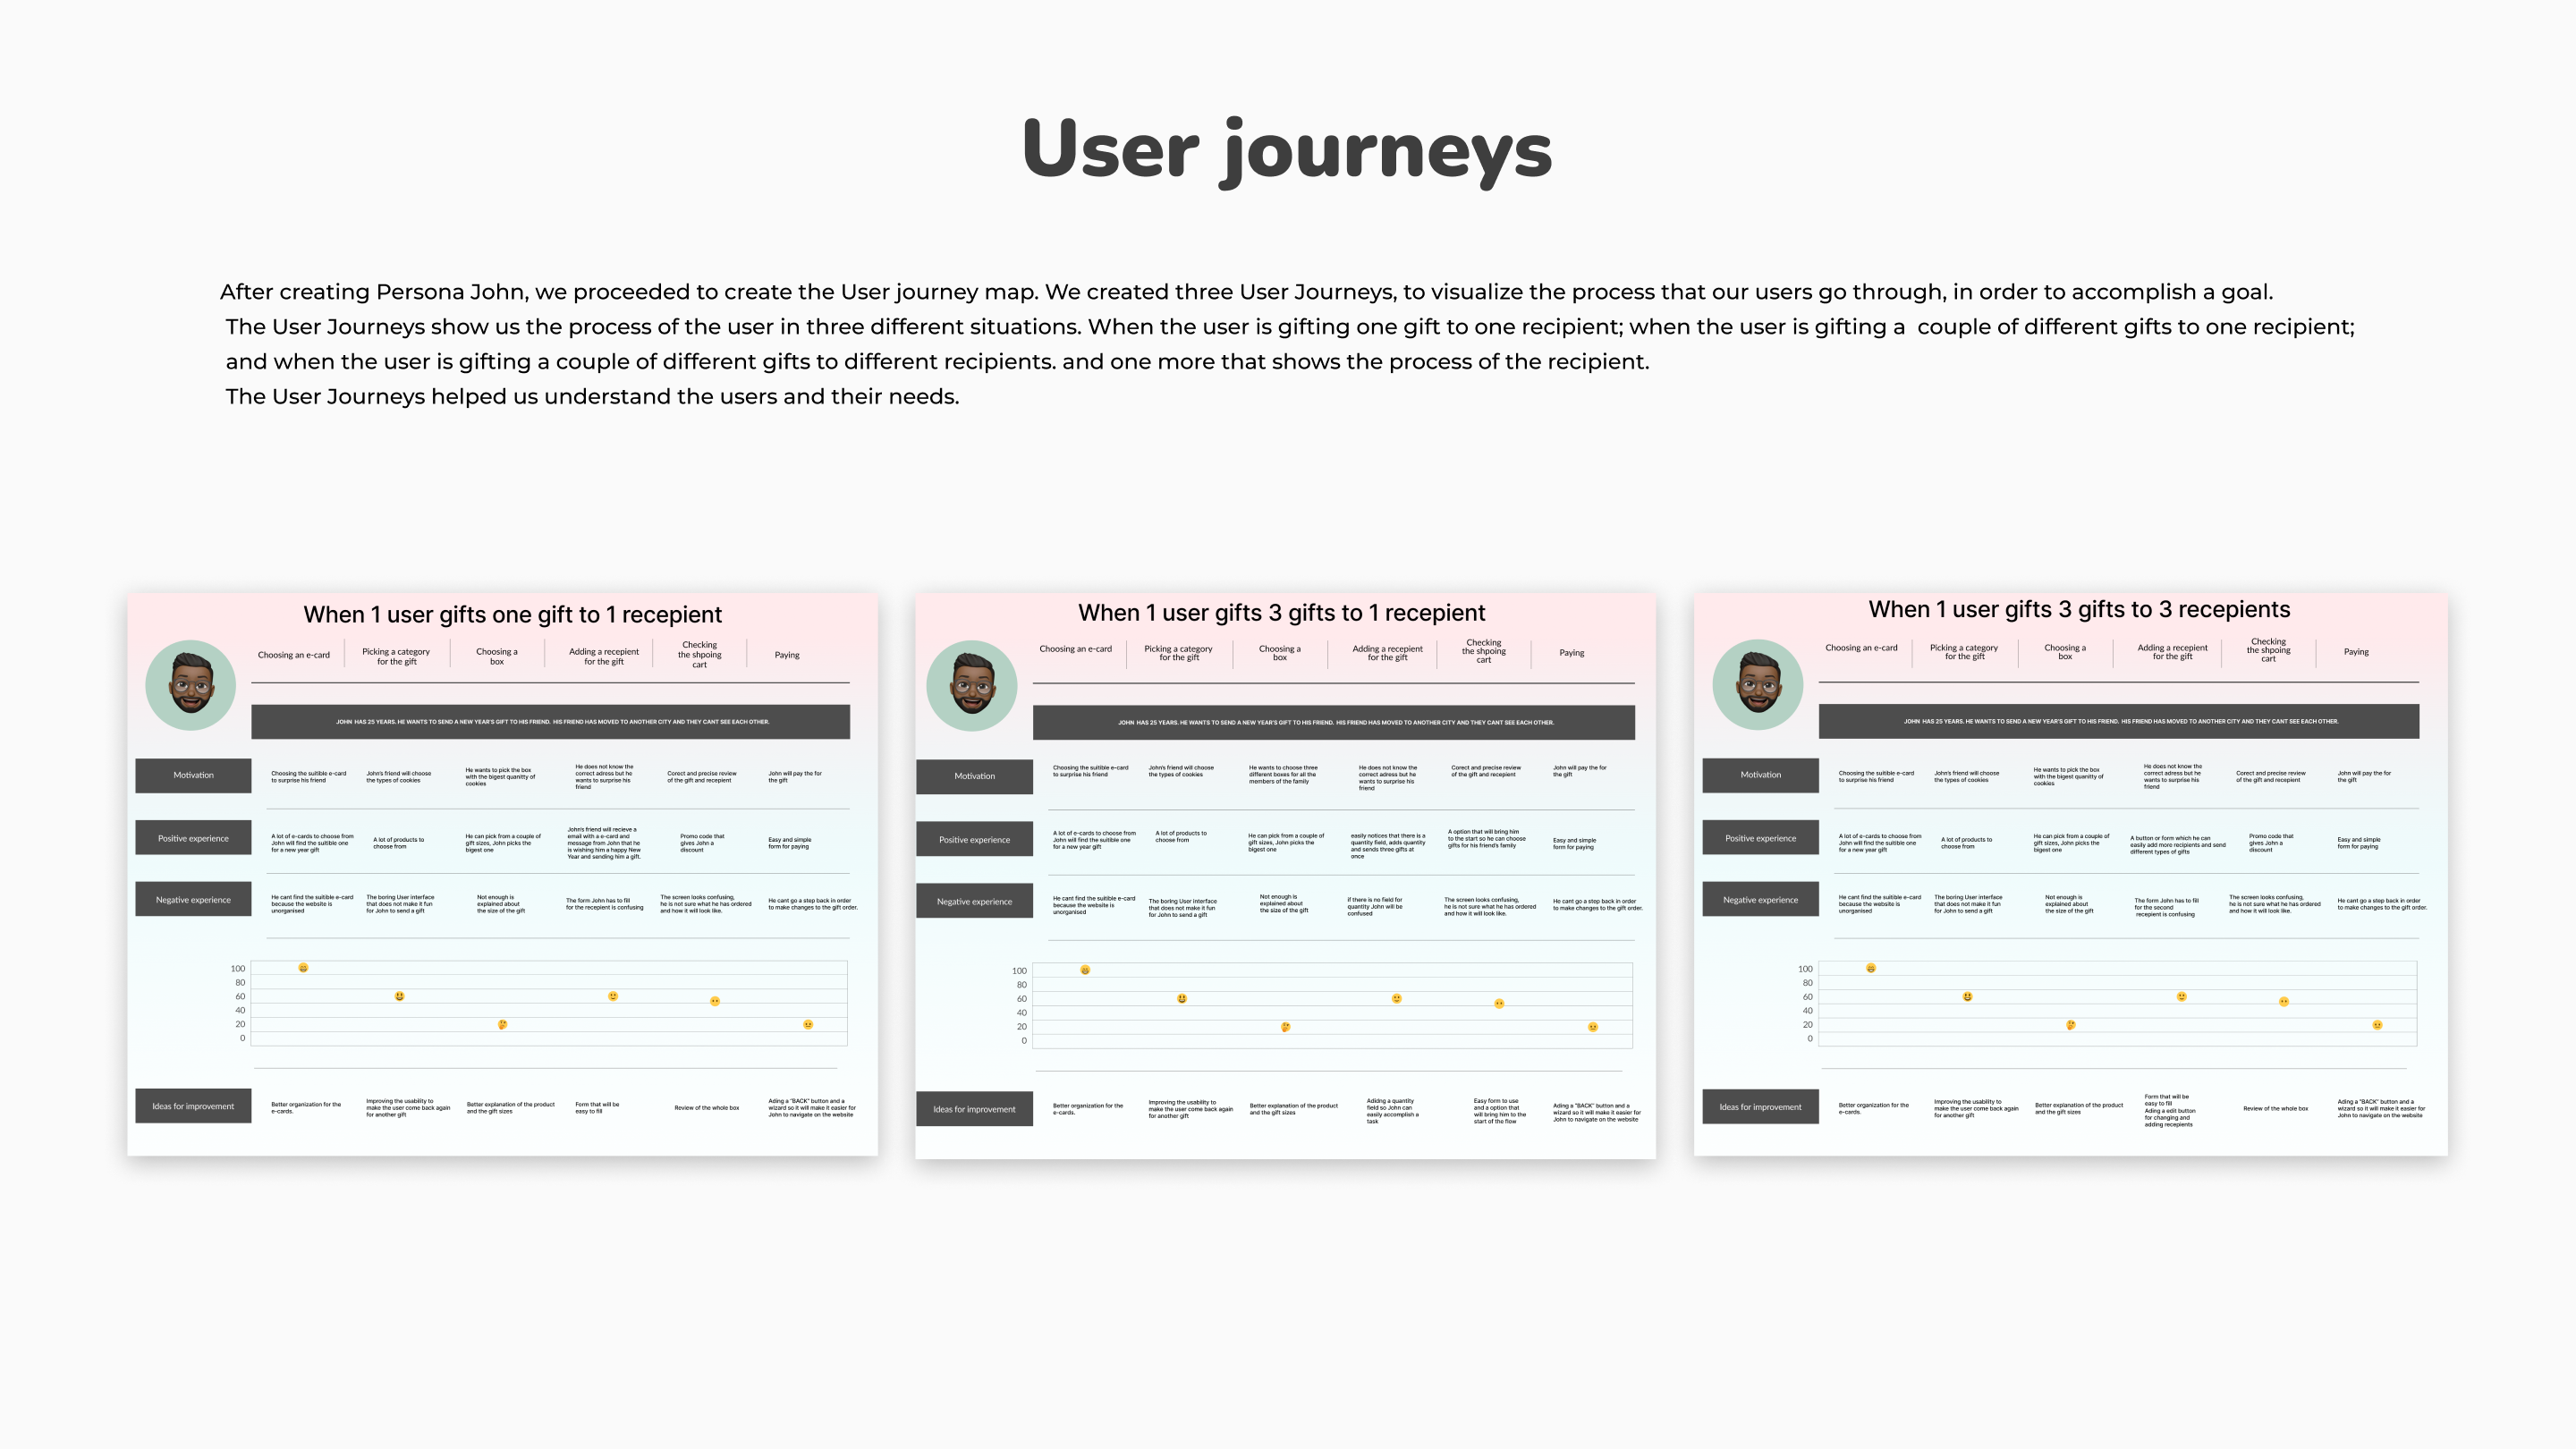 User journeys
After creating Persona John, we proceeded to create the User journey map. We created three User Journeys, to visualize the process that our users go through, in order to accomplish a goal.
The User Journeys show us the process of the user in three different situations. When the user is gifting one gift to one recipient; when the user is gifting a  couple of different gifts to one recipient;
and when the user is gifting a couple of different gifts to different recipients. and one more that shows the process of the recipient.
The User Journeys helped us understand the users and their needs.
When 1 user gifts one gift to 1 recepient
Choosing an e-card
Picking a category
for the gift
Choosing a
box
Adding a recepient
for the gift
Checking
the shpoing
cart
Paying
JOHN HAS 25 YEARS. HE WANTS TO SEND A NEW YEAR'S GIFT TO HIS FRIEND. HIS FRIEND HAS MOVED TO ANOTHER CITY AND THEY CANT SEE EACH OTHER.
Motivation
Choosing the suitible e-card
to surprise his friend
John's friend will choose
the types of cookies
He wants to pick the box
with the bigest quantity of
cookies
He does not know the
correct adress but he
wants to surprise his
friend
Corect and precise review
of the gift and recepient
John will pay the for
the gift
Positive experience
A lot of e-cards to choose from
John will find the suitible one
for a new year gift
A lot of products to
choose from
He can pick from a couple of
gift sizes, John picks the
bigest one
John's friend will recieve a
email with a e-card and
message from John that he
is wishing him a happy New
Year and sending him a gift.
Promo code that
gives John a
discount
Easy and simple
form for paying
Negative experience
He cant find the suitible e-card
because the website is
unorganised
The boring User interface
that does not make it fun
for John to send a gift
Not enough is
explained about
the size of the gift
The form John has to fill
for the recepient is confusing
The screen looks confusing,
he is not sure what he has ordered
and how it will look like.
He cant go a step back in order
to make changes to the gift order.
100
80
60
40
20
0
Ideas for improvement
Better organization for the
e-cards.
Improving the usability to
make the user come back again
for another gift
Better explanation of the product
and the gift sizes
Form that will be
easy to fill
Review of the whole box
Ading a "BACK" button and a
wizard so it will make it easier for
John to navigate on the website
When 1 user gifts 3 gifts to 1 recepient
Choosing an e-card
Picking a category
for the gift
Choosing a
box
Adding a recepient
for the gift
Checking
the shpoing
cart
Paying
JOHN HAS 25 YEARS. HE WANTS TO SEND A NEW YEAR'S GIFT TO HIS FRIEND. HIS FRIEND HAS MOVED TO ANOTHER CITY AND THEY CANT SEE EACH OTHER.
Motivation
Choosing the suitible e-card
to surprise his friend
John's friend will choose
the types of cookies
He wants to choose three
different boxes for all the
members of the family
He does not know the
correct adress but he
wants to surprise his
friend
Corect and precise review
of the gift and recepient
John will pay the for
the gift
Positive experience
A lot of e-cards to choose from
John will find the suitible one
for a new year gift
A lot of products to
choose from
He can pick from a couple of
gift sizes, John picks the
bigest one
easily notices that there is a
quantity field, adds quantity
and sends three gifts at
once
A option that will bring him
to the start so he can choose
gifts for his friend's family
Easy and simple
form for paying
Negative experience
He cant find the suitible e-card
because the website is
unorganised
The boring User interface
that does not make it fun
for John to send a gift
Not enough is
explained about
the size of the gift
if there is no field for
quantity John will be
confused
The screen looks confusing,
he is not sure what he has ordered
and how it will look like.
He cant go a step back in order
to make changes to the gift order.
100
80
60
40
20
0
Ideas for improvement
Better organization for the
e-cards.
Improving the usability to
make the user come back again
for another gift
Better explanation of the product
and the gift sizes
Adidng a quantity
field so John can
easily accomplish a
task
Easy form to use
and a option that
will bring him to the
start of the flow
Ading a "BACK" button and a
wizard so it will make it easier for
John to navigate on the website
When 1 user gifts 3 gifts to 3 recepients
Choosing an e-card
Picking a category
for the gift
Choosing a
box
Adding a recepient
for the gift
Checking
the shpoing
cart
Paying
JOHN HAS 25 YEARS. HE WANTS TO SEND A NEW YEAR'S GIFT TO HIS FRIEND. HIS FRIEND HAS MOVED TO ANOTHER CITY AND THEY CANT SEE EACH OTHER.
Motivation
Choosing the suitible e-card
to surprise his friend
John's friend will choose
the types of cookies
He wants to pick the box
with the bigest quantity of
cookies
He does not know the
correct adress but he
wants to surprise his
friend
Corect and precise review
of the gift and recepient
John will pay the for
the gift
Positive experience
A lot of e-cards to choose from
John will find the suitible one
for a new year gift
A lot of products to
choose from
He can pick from a couple of
gift sizes, John picks the
bigest one
A button or form which he can
easily add more recipients and send
different types of gifts
Promo code that
gives John a
discount
Easy and simple
form for paying
Negative experience
He cant find the suitible e-card
because the website is
unorganised
The boring User interface
that does not make it fun
for John to send a gift
Not enough is
explained about
the size of the gift
The form John has to fill
for the second
recepient is confusing
The screen looks confusing,
he is not sure what he has ordered
and how it will look like.
He cant go a step back in order
to make changes to the gift order.
100
80
60
40
20
0
Ideas for improvement
Better organization for the
e-cards.
Improving the usability to
make the user come back again
for another gift
Better explanation of the product
and the gift sizes
Form that will be
easy to fill
Ading a edit button
for changing and
adding recepients
Review of the whole box
Ading a "BACK" button and a
wizard so it will make it easier for
John to navigate on the website